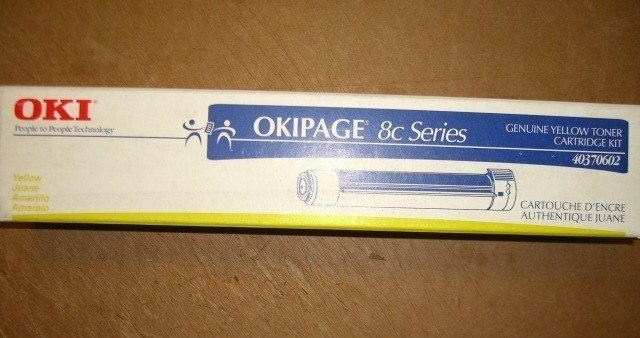 OKI
People to People Technology
OKIPAGE® 8c Series
GENUINE YELLOW TONER
CARTRIDGE KIT
40370602
Yellow
Juane
Amarillo
Amarelo
CARTOUCHE D'ENCRE
AUTHENTIQUE JUANE